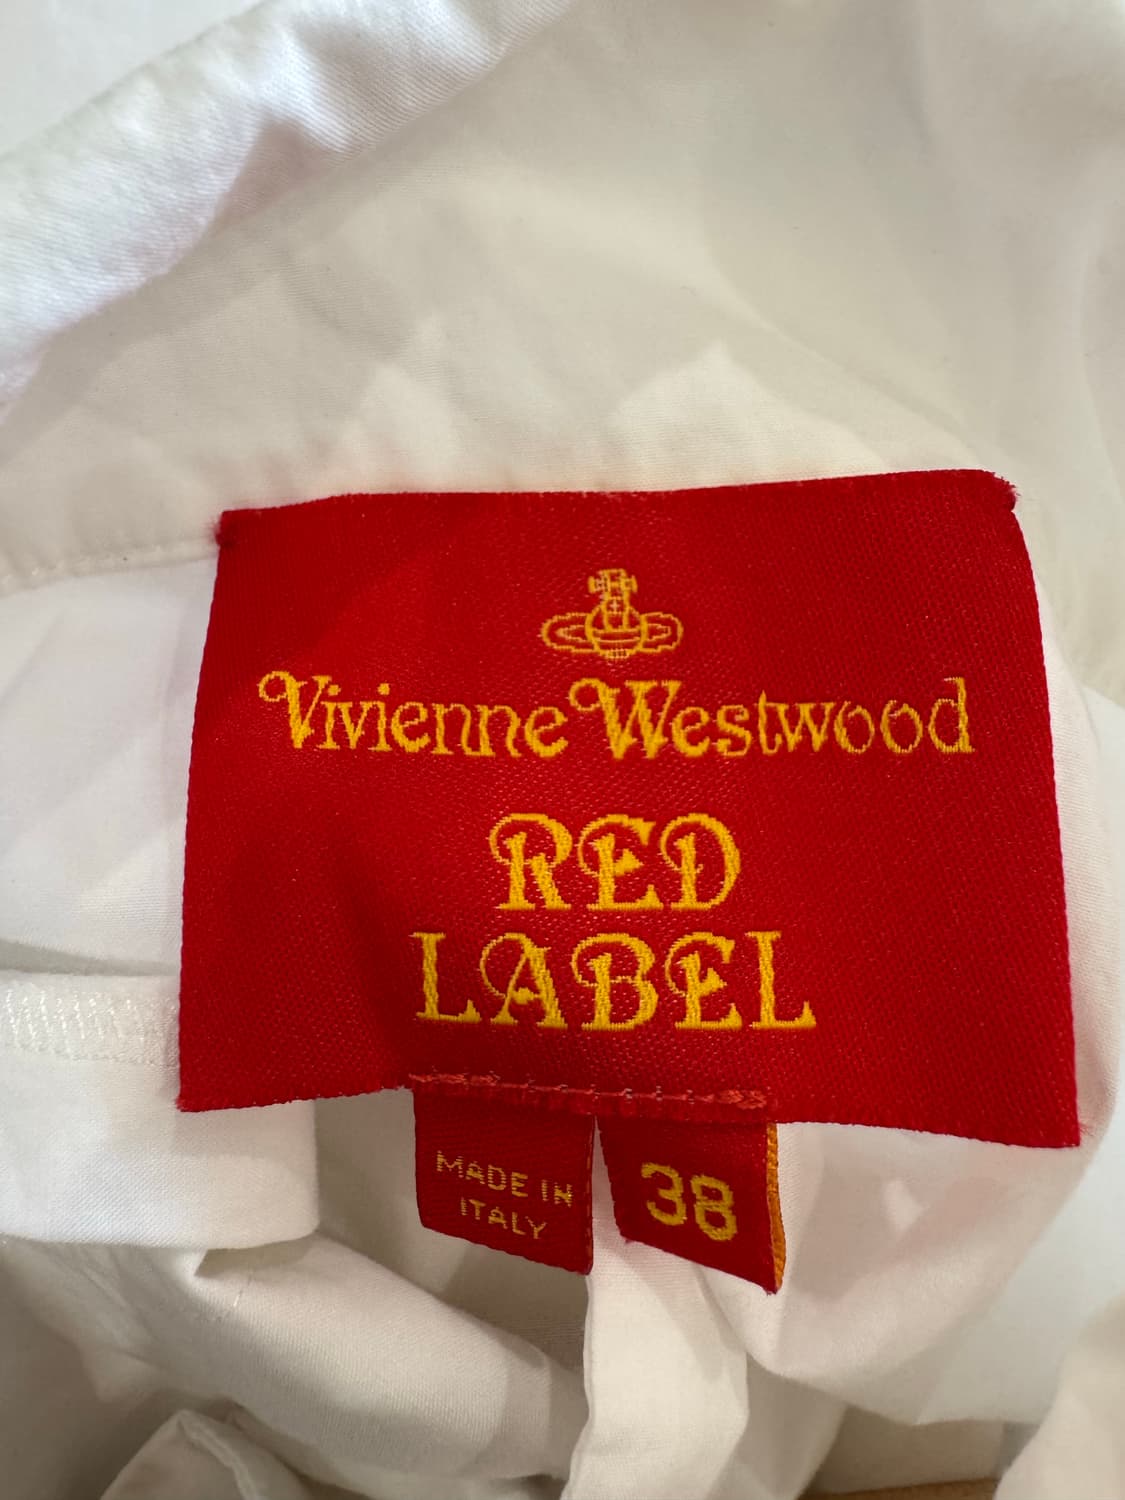 Vivienne Westwood
RED
LABEL
MADE IN
ITALY
38